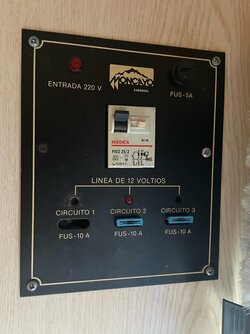 MONCAYO
ZARAGOZA
ENTRADA 220 V
FUS-5A
LINEA DE 12 VOLTIOS
CIRCUITO 1
CIRCUITO 2
CIRCUITO 3
FUS-10 A
FUS-10 A
FUS-10 A